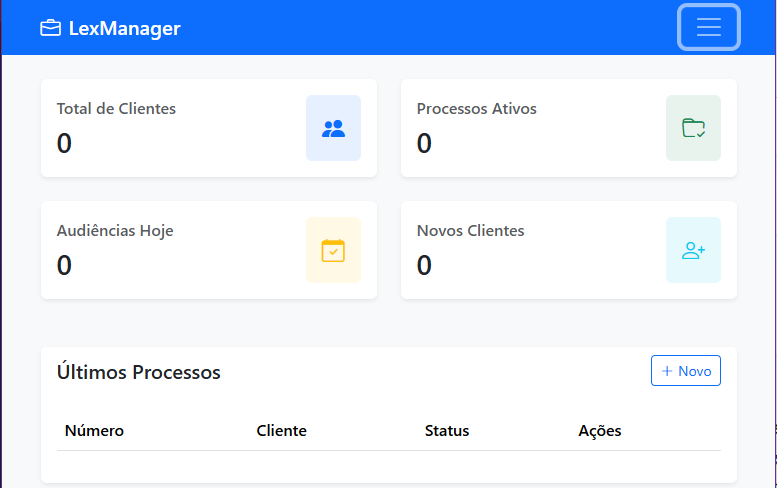 LexManager
Total de Clientes
0
Processos Ativos
0
Audiências Hoje
0
Novos Clientes
0
Últimos Processos
+ Novo
Número Cliente Status Ações